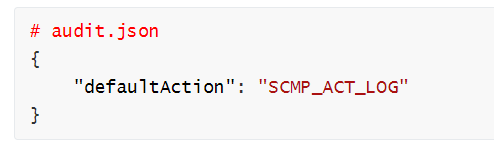 # audit.json
{
    "defaultAction": "SCMP_ACT_LOG"
}